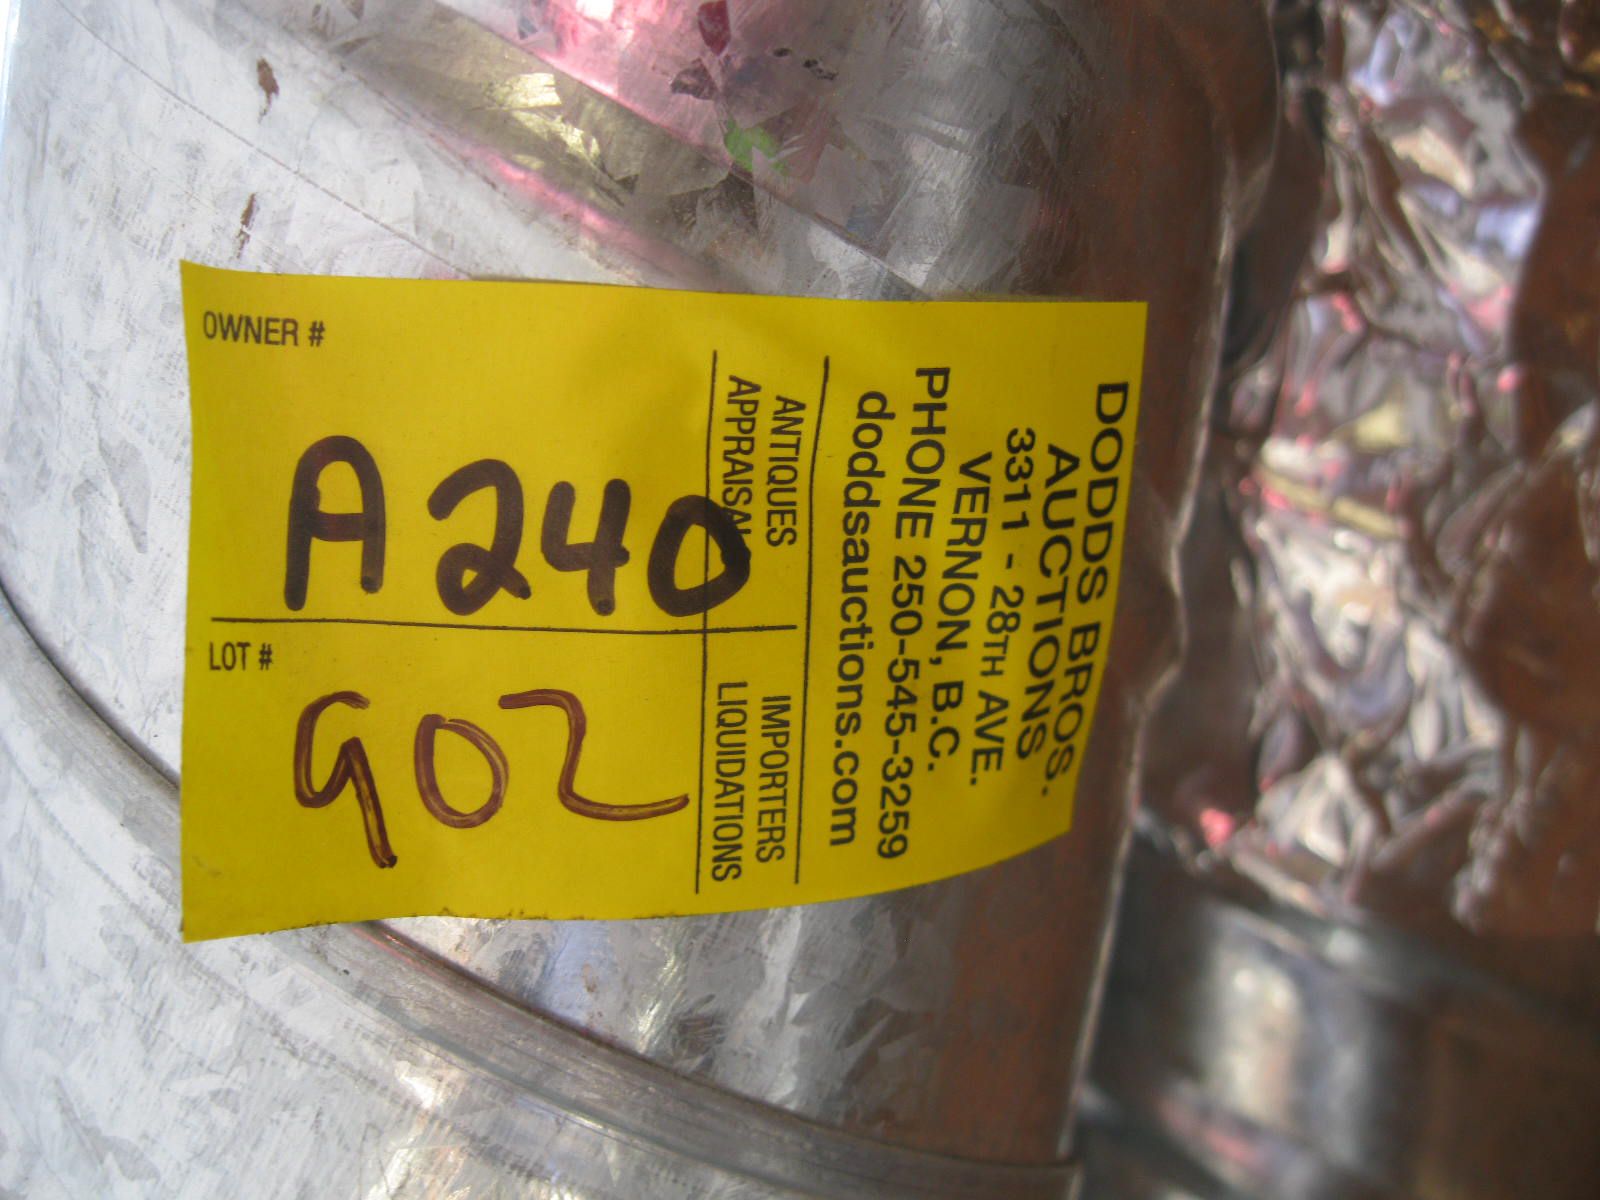 DODDS BROS.
AUCTIONS
3311 - 28TH AVE.
VERNON, B.C.
PHONE 250-545-3259
doddsauctions.com
ANTIQUES IMPORTERS
APPRAISALS LIQUIDATIONS
OWNER #
A240
LOT #
902